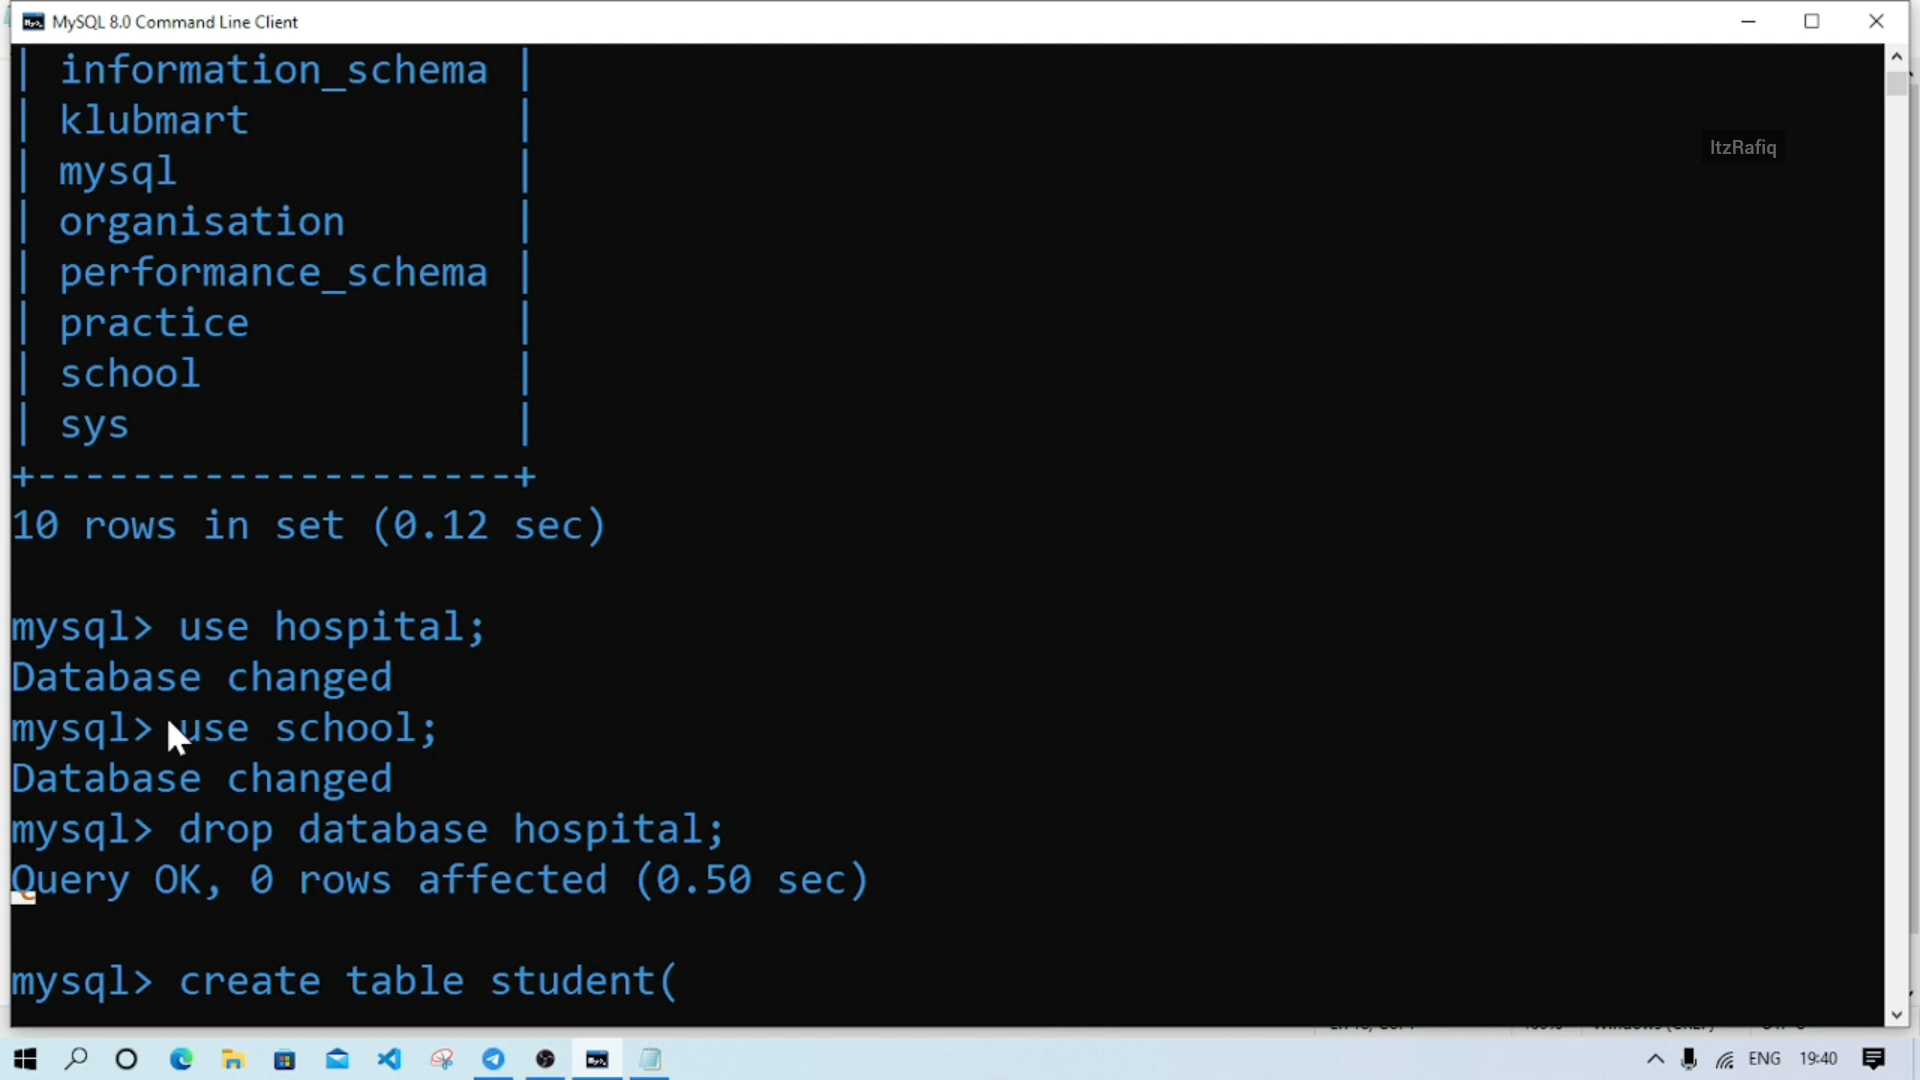 MySQL 8.0 Command Line Client
| information_schema |
| klubmart |
| mysql |
| organisation |
| performance_schema |
| practice |
| school |
| sys |
+--------------------+
10 rows in set (0.12 sec)
mysql> use hospital;
Database changed
mysql> use school;
Database changed
mysql> drop database hospital;
Query OK, 0 rows affected (0.50 sec)
mysql> create table student(
ItzRafiq
ENG 19:40